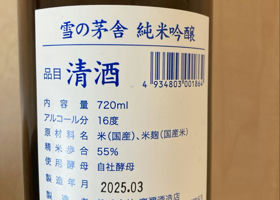 雪の茅舎 純米吟醸
品目 清酒
4 934803 001864
内容量 720ml
アルコール分 16度
原材料名 米(国産)、米麹(国産米)
精米歩合 55%
使用酵母 自社酵母
製造年月 2025.03